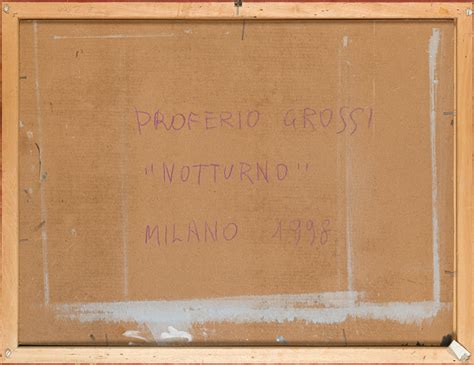 PROFERIO GROSSI
"NOTTURNO"
MILANO 1998